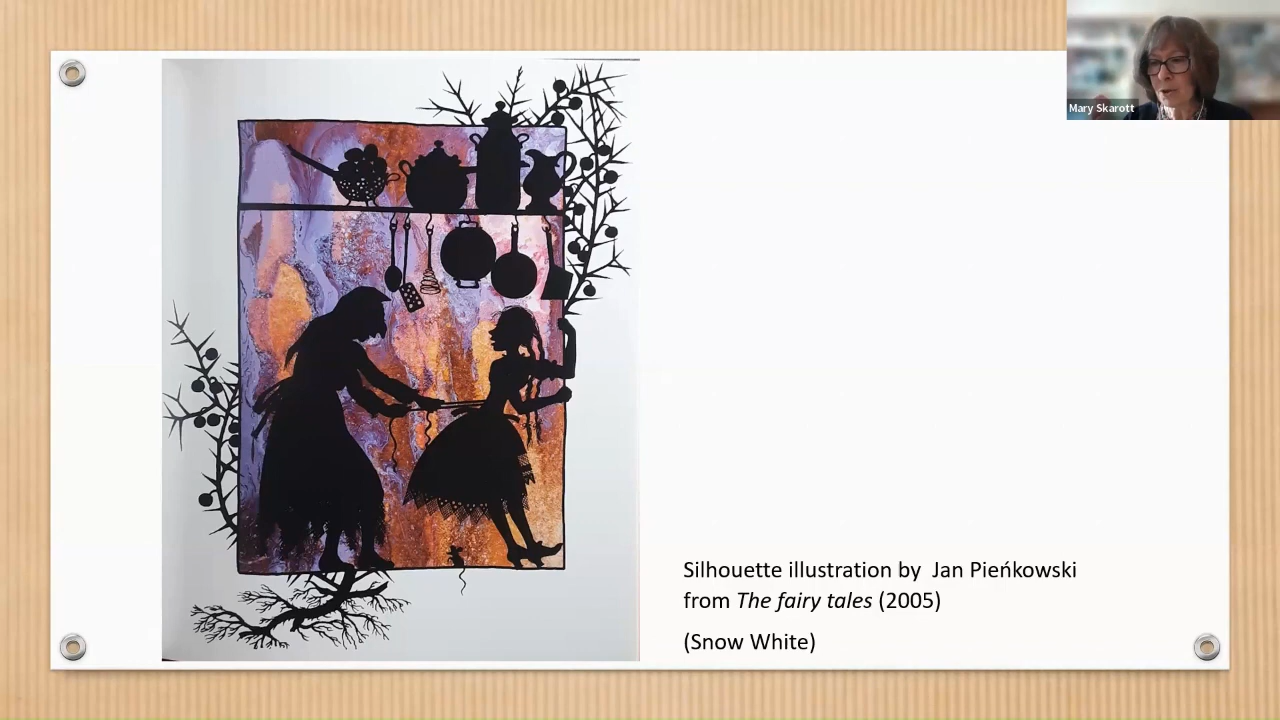 Mary Skarott
Silhouette illustration by  Jan Pieńkowski
from The fairy tales (2005)
(Snow White)